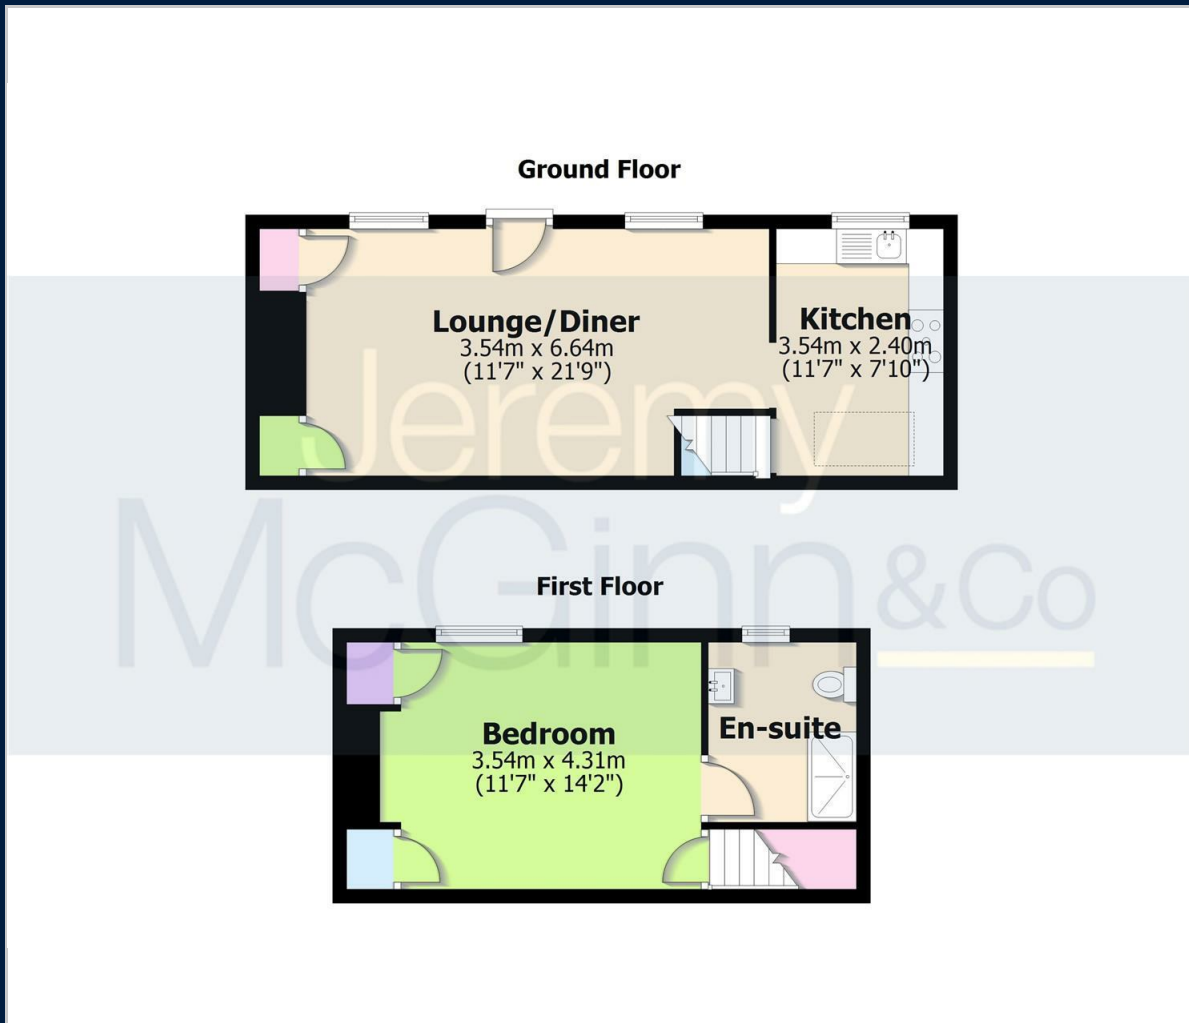 Ground Floor
Lounge/Diner
3.54m x 6.64m
(11'7" x 21'9")
Kitchen
3.54m x 2.40m
(11'7" x 7'10")
Jeremy
McGinn & Co
First Floor
Bedroom
3.54m x 4.31m
(11'7" x 14'2")
En-suite